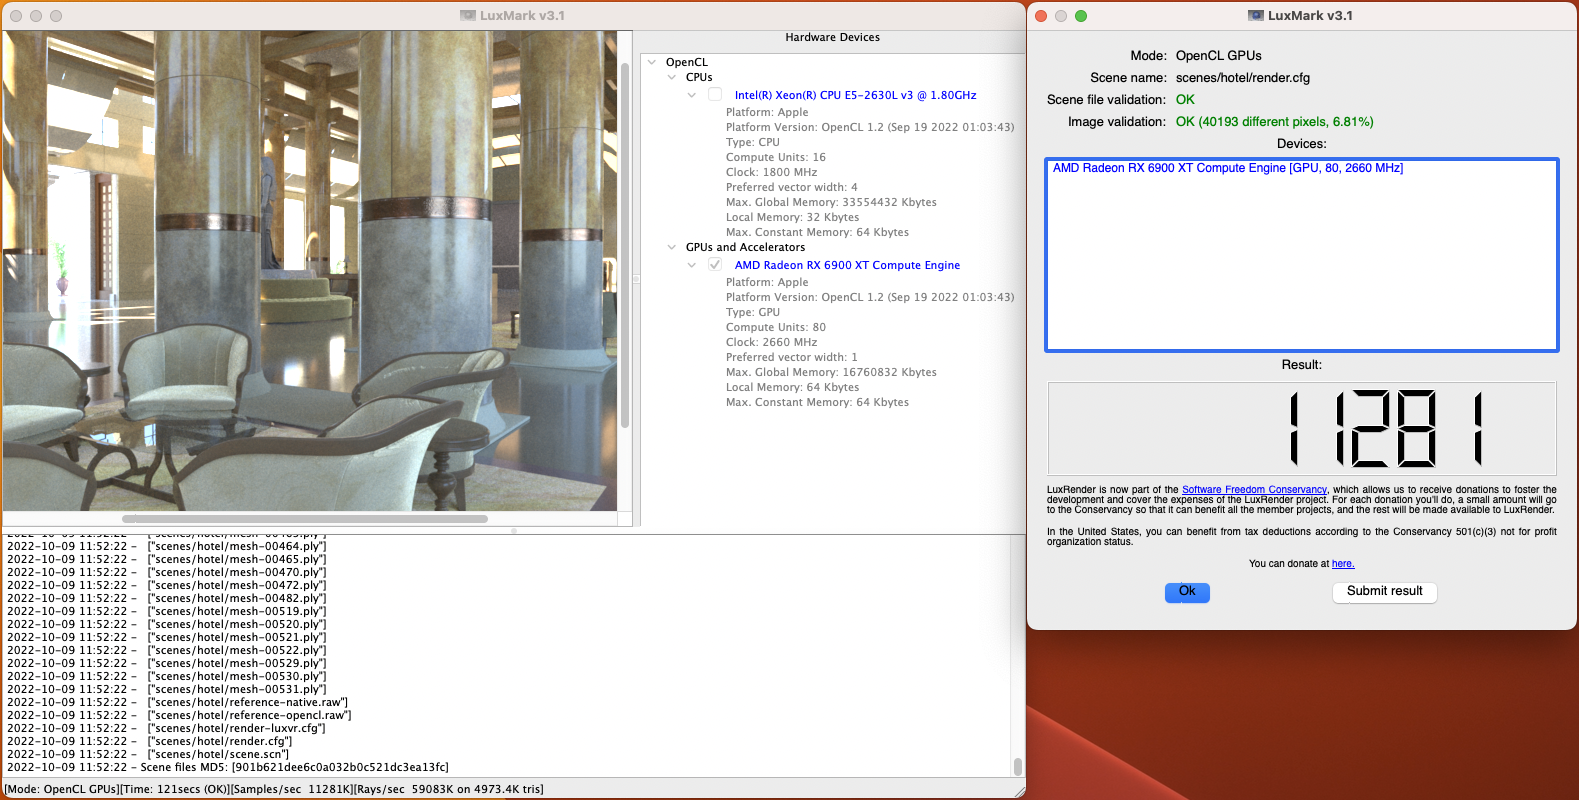 LuxMark v3.1
Hardware Devices
OpenCL
CPUs
Intel(R) Xeon(R) CPU E5-2630L v3 @ 1.80GHz
Platform: Apple
Platform Version: OpenCL 1.2 (Sep 19 2022 01:03:43)
Type: CPU
Compute Units: 16
Clock: 1800 MHz
Preferred vector width: 4
Max. Global Memory: 33554432 Kbytes
Local Memory: 32 Kbytes
Max. Constant Memory: 64 Kbytes
GPUs and Accelerators
AMD Radeon RX 6900 XT Compute Engine
Platform: Apple
Platform Version: OpenCL 1.2 (Sep 19 2022 01:03:43)
Type: GPU
Compute Units: 80
Clock: 2660 MHz
Preferred vector width: 1
Max. Global Memory: 16760832 Kbytes
Local Memory: 64 Kbytes
Max. Constant Memory: 64 Kbytes
2022-10-09 11:52:22 - ["scenes/hotel/mesh-00464.ply"]
2022-10-09 11:52:22 - ["scenes/hotel/mesh-00465.ply"]
2022-10-09 11:52:22 - ["scenes/hotel/mesh-00470.ply"]
2022-10-09 11:52:22 - ["scenes/hotel/mesh-00472.ply"]
2022-10-09 11:52:22 - ["scenes/hotel/mesh-00482.ply"]
2022-10-09 11:52:22 - ["scenes/hotel/mesh-00519.ply"]
2022-10-09 11:52:22 - ["scenes/hotel/mesh-00520.ply"]
2022-10-09 11:52:22 - ["scenes/hotel/mesh-00521.ply"]
2022-10-09 11:52:22 - ["scenes/hotel/mesh-00522.ply"]
2022-10-09 11:52:22 - ["scenes/hotel/mesh-00529.ply"]
2022-10-09 11:52:22 - ["scenes/hotel/mesh-00530.ply"]
2022-10-09 11:52:22 - ["scenes/hotel/mesh-00531.ply"]
2022-10-09 11:52:22 - ["scenes/hotel/reference-native.raw"]
2022-10-09 11:52:22 - ["scenes/hotel/reference-opencl.raw"]
2022-10-09 11:52:22 - ["scenes/hotel/render-luxvr.cfg"]
2022-10-09 11:52:22 - ["scenes/hotel/render.cfg"]
2022-10-09 11:52:22 - ["scenes/hotel/scene.scn"]
2022-10-09 11:52:22 - Scene files MD5: [901b621dee6c0a032b0c521dc3ea13fc]
[Mode: OpenCL GPUs][Time: 121secs (OK)][Samples/sec 11281K][Rays/sec 59083K on 4973.4K tris]
LuxMark v3.1
Mode: OpenCL GPUs
Scene name: scenes/hotel/render.cfg
Scene file validation: OK
Image validation: OK (40193 different pixels, 6.81%)
Devices:
AMD Radeon RX 6900 XT Compute Engine [GPU, 80, 2660 MHz]
Result:
11281
LuxRender is now part of the Software Freedom Conservancy, which allows us to receive donations to foster the
development and cover the expenses of the LuxRender project. For each donation you'll do, a small amount will go
to the Conservancy so that it can benefit all the member projects, and the rest will be made available to LuxRender.
In the United States, you can benefit from tax deductions according to the Conservancy 501(c)(3) not for profit
organization status.
You can donate at here.
Ok
Submit result